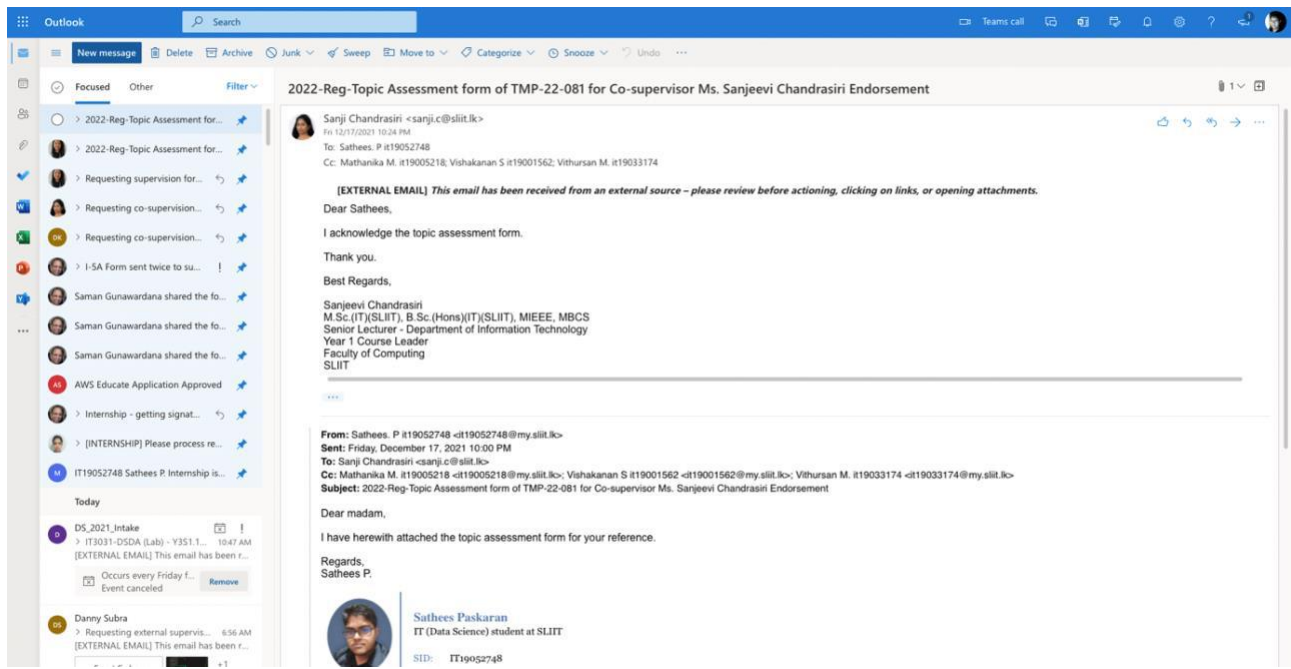 Outlook
Search
Teams call
New message Delete Archive Junk Sweep Move to Categorize Snooze Undo ...
Focused Other Filter
2022-Reg-Topic Assessment for...
2022-Reg-Topic Assessment for...
Requesting supervision for...
Requesting co-supervision...
DK
Requesting co-supervision...
I-5A Form sent twice to su... !
Saman Gunawardana shared the fo...
Saman Gunawardana shared the fo...
Saman Gunawardana shared the fo...
AS
AWS Educate Application Approved
Internship - getting signat...
[INTERNSHIP] Please process re...
M
IT19052748 Sathees P. Internship is...
Today
D
DS_2021_Intake !
IT3031-DSDA (Lab) - Y3S1.1... 10:47 AM
[EXTERNAL EMAIL] This email has been r...
Occurs every Friday f...
Event canceled
Remove
DS
Danny Subra
Requesting external supervis... 6:56 AM
[EXTERNAL EMAIL] This email has been r...
+1
2022-Reg-Topic Assessment form of TMP-22-081 for Co-supervisor Ms. Sanjeevi Chandrasiri Endorsement
1
Sanji Chandrasiri <sanji.c@sliit.lk>
Fri 12/17/2021 10:24 PM
To: Sathees. P it19052748
Cc: Mathanika M. it19005218; Vishakanan S it19001562; Vithursan M. it19033174
[EXTERNAL EMAIL] This email has been received from an external source – please review before actioning, clicking on links, or opening attachments.
Dear Sathees,
I acknowledge the topic assessment form.
Thank you.
Best Regards,
Sanjeevi Chandrasiri
M.Sc.(IT)(SLIIT), B.Sc.(Hons)(IT)(SLIIT), MIEEE, MBCS
Senior Lecturer - Department of Information Technology
Year 1 Course Leader
Faculty of Computing
SLIIT
...
From: Sathees. P it19052748 <it19052748@my.sliit.lk>
Sent: Friday, December 17, 2021 10:00 PM
To: Sanji Chandrasiri <sanji.c@sliit.lk>
Cc: Mathanika M. it19005218 <it19005218@my.sliit.lk>; Vishakanan S it19001562 <it19001562@my.sliit.lk>; Vithursan M. it19033174 <it19033174@my.sliit.lk>
Subject: 2022-Reg-Topic Assessment form of TMP-22-081 for Co-supervisor Ms. Sanjeevi Chandrasiri Endorsement
Dear madam,
I have herewith attached the topic assessment form for your reference.
Regards,
Sathees P.
Sathees Paskaran
IT (Data Science) student at SLIIT
SID: IT19052748